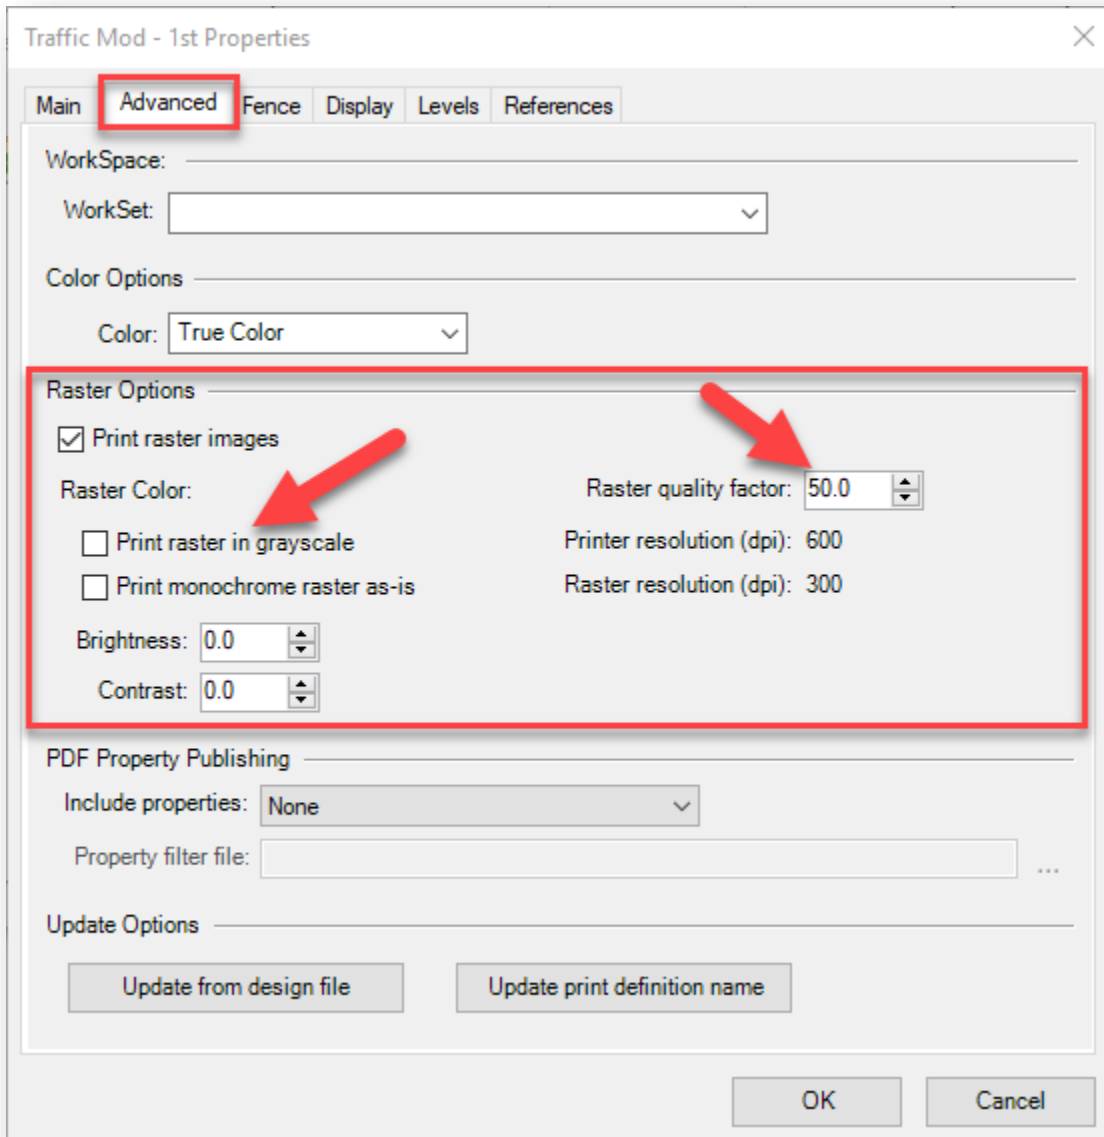 Traffic Mod - 1st Properties
Main Advanced Fence Display Levels References
WorkSpace:
WorkSet:
Color Options
Color: True Color
Raster Options
Print raster images
Raster Color:
Raster quality factor: 50.0
Print raster in grayscale
Printer resolution (dpi): 600
Print monochrome raster as-is
Raster resolution (dpi): 300
Brightness: 0.0
Contrast: 0.0
PDF Property Publishing
Include properties: None
Property filter file: ...
Update Options
Update from design file Update print definition name
OK Cancel